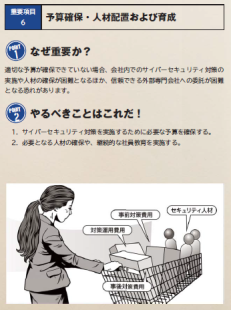 重要項目
6
予算確保・人材配置および育成
POINT
1
なぜ重要か？
適切な予算が確保できていない場合、会社内でのサイバーセキュリティ対策の
実施や人材の確保が困難となるほか、信頼できる外部専門会社への委託が困難
となる恐れがあります。
POINT
2
やるべきことはこれだ！
1．サイバーセキュリティ対策を実施するために必要な予算を確保する。
2．必要となる人材の確保や、継続的な社員教育を実施する。
セキュリティ人材
事前対策費用
対策運用費用
事後対策費用